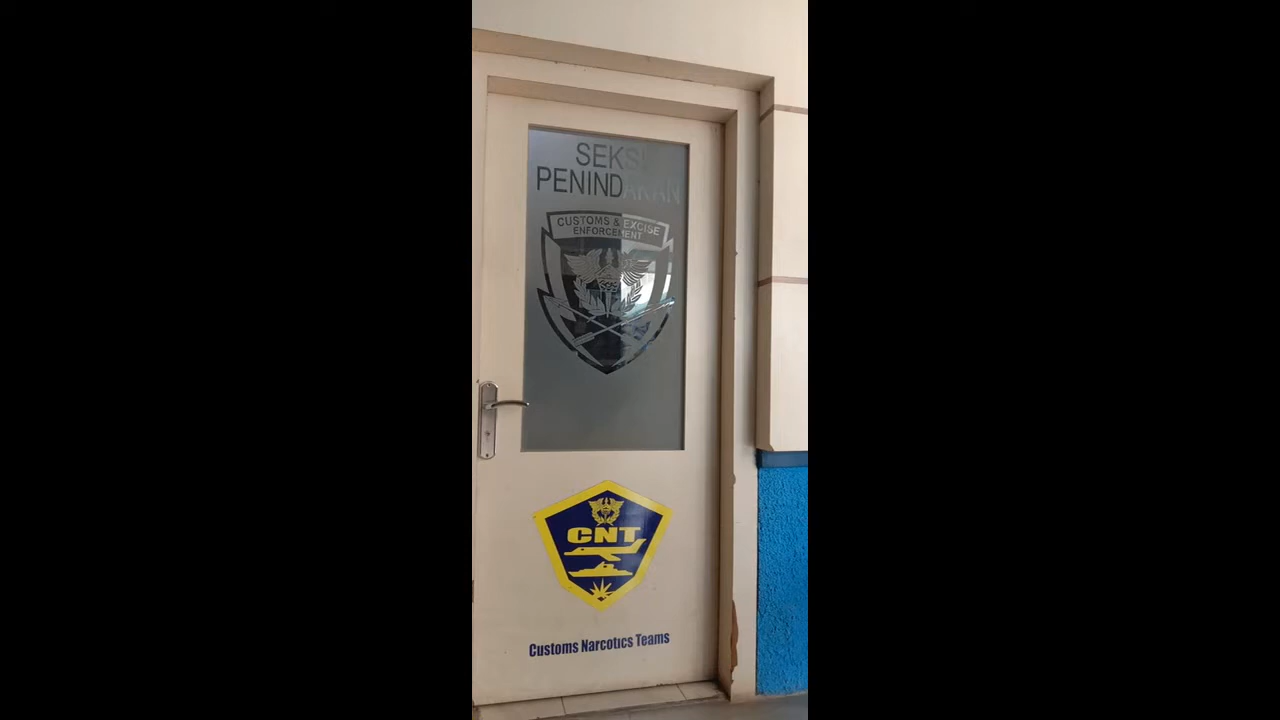 SEKSI
PENINDAKAN
CUSTOMS & EXCISE
ENFORCEMENT
CNT
Customs Narcotics Teams